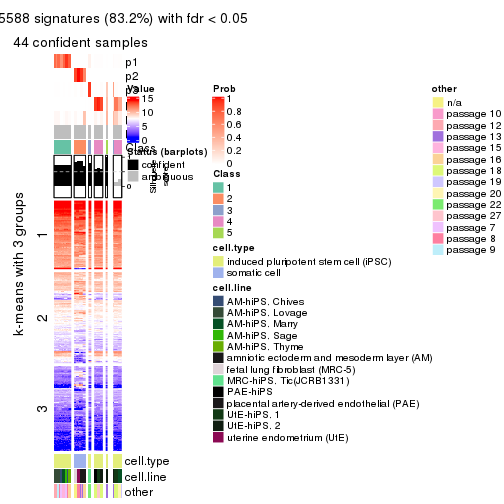 5588 signatures (83.2%) with fdr < 0.05
44 confident samples
p1
p2
p3
Value
15
10
5
0
Class
Status (barplots)
confident
ambiguous
0
k-means with 3 groups
1
2
3
cell.type
cell.line
other
Prob
1
0.8
0.6
0.4
0.2
0
Class
1
2
3
4
5
cell.type
induced pluripotent stem cell (iPSC)
somatic cell
cell.line
AM-hiPS. Chives
AM-hiPS. Lovage
AM-hiPS. Marry
AM-hiPS. Sage
AM-hiPS. Thyme
amniotic ectoderm and mesoderm layer (AM)
fetal lung fibroblast (MRC-5)
MRC-hiPS. Tic(JCRB1331)
PAE-hiPS
placental artery-derived endothelial (PAE)
UtE-hiPS. 1
UtE-hiPS. 2
uterine endometrium (UtE)
other
n/a
passage 10
passage 12
passage 13
passage 15
passage 16
passage 18
passage 19
passage 20
passage 22
passage 27
passage 7
passage 8
passage 9